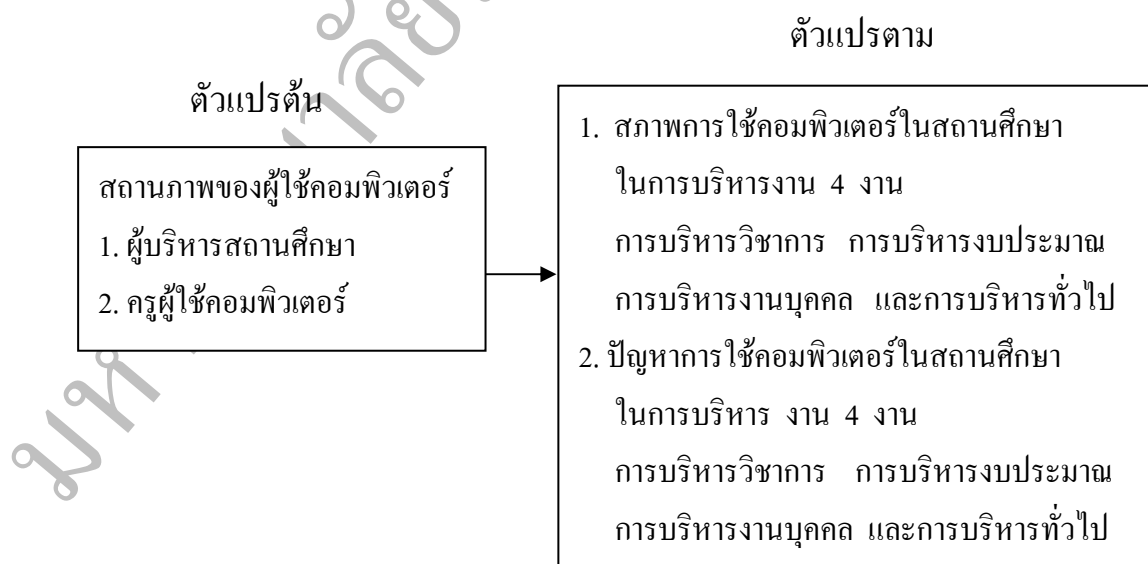 ตัวแปรตาม
ตัวแปรต้น
สถานภาพของผู้ใช้คอมพิวเตอร์
1. ผู้บริหารสถานศึกษา
2. ครูผู้ใช้คอมพิวเตอร์
1. สภาพการใช้คอมพิวเตอร์ในสถานศึกษา
ในการบริหารงาน 4 งาน
การบริหารวิชาการ การบริหารงบประมาณ
การบริหารงานบุคคล และการบริหารทั่วไป
2. ปัญหาการใช้คอมพิวเตอร์ในสถานศึกษา
ในการบริหาร งาน 4 งาน
การบริหารวิชาการ การบริหารงบประมาณ
การบริหารงานบุคคล และการบริหารทั่วไป